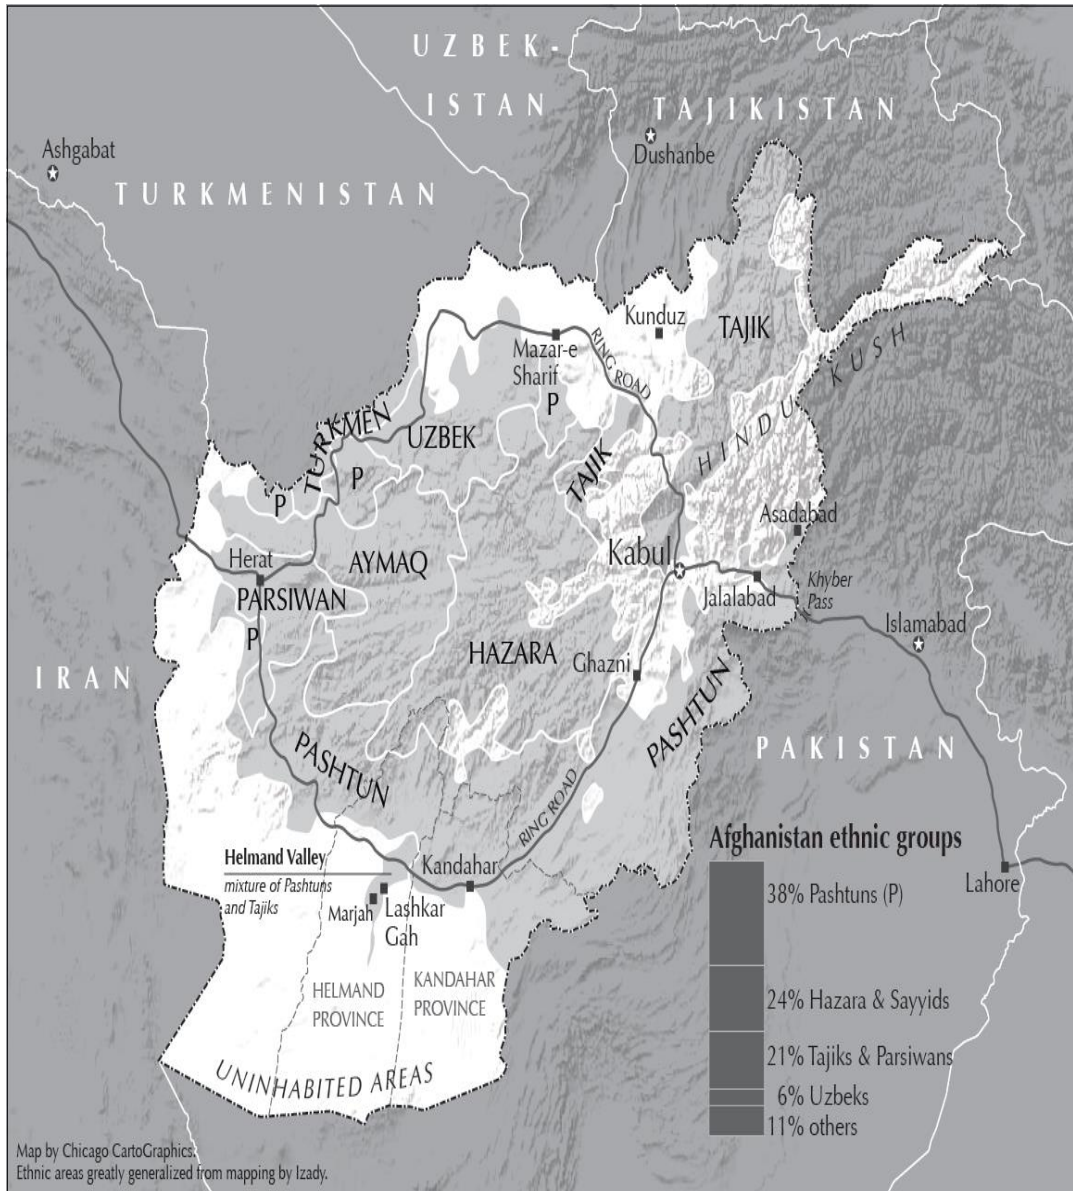 UZBEK-
ISTAN
TAJIKISTAN
Dushanbe
Ashgabat
TURKMENISTAN
Kunduz
TAJIK
Mazar-e
Sharif
P
RING ROAD
HINDU KUSH
TURKMEN
UZBEK
P
P
TAJIK
Asadabad
Herat
AYMAQ
Kabul
Jalalabad
Khyber
Pass
PARSIWAN
P
Islamabad
IRAN
HAZARA
Ghazni
PASHTUN
PASHTUN
PAKISTAN
RING ROAD
Helmand Valley
mixture of Pashtuns
and Tajiks
Kandahar
Marjah
Lashkar
Gah
Lahore
HELMAND
PROVINCE
KANDAHAR
PROVINCE
UNINHABITED AREAS
Afghanistan ethnic groups
38% Pashtuns (P)
24% Hazara & Sayyids
21% Tajiks & Parsiwans
6% Uzbeks
11% others
Map by Chicago CartoGraphics.
Ethnic areas greatly generalized from mapping by Izady.